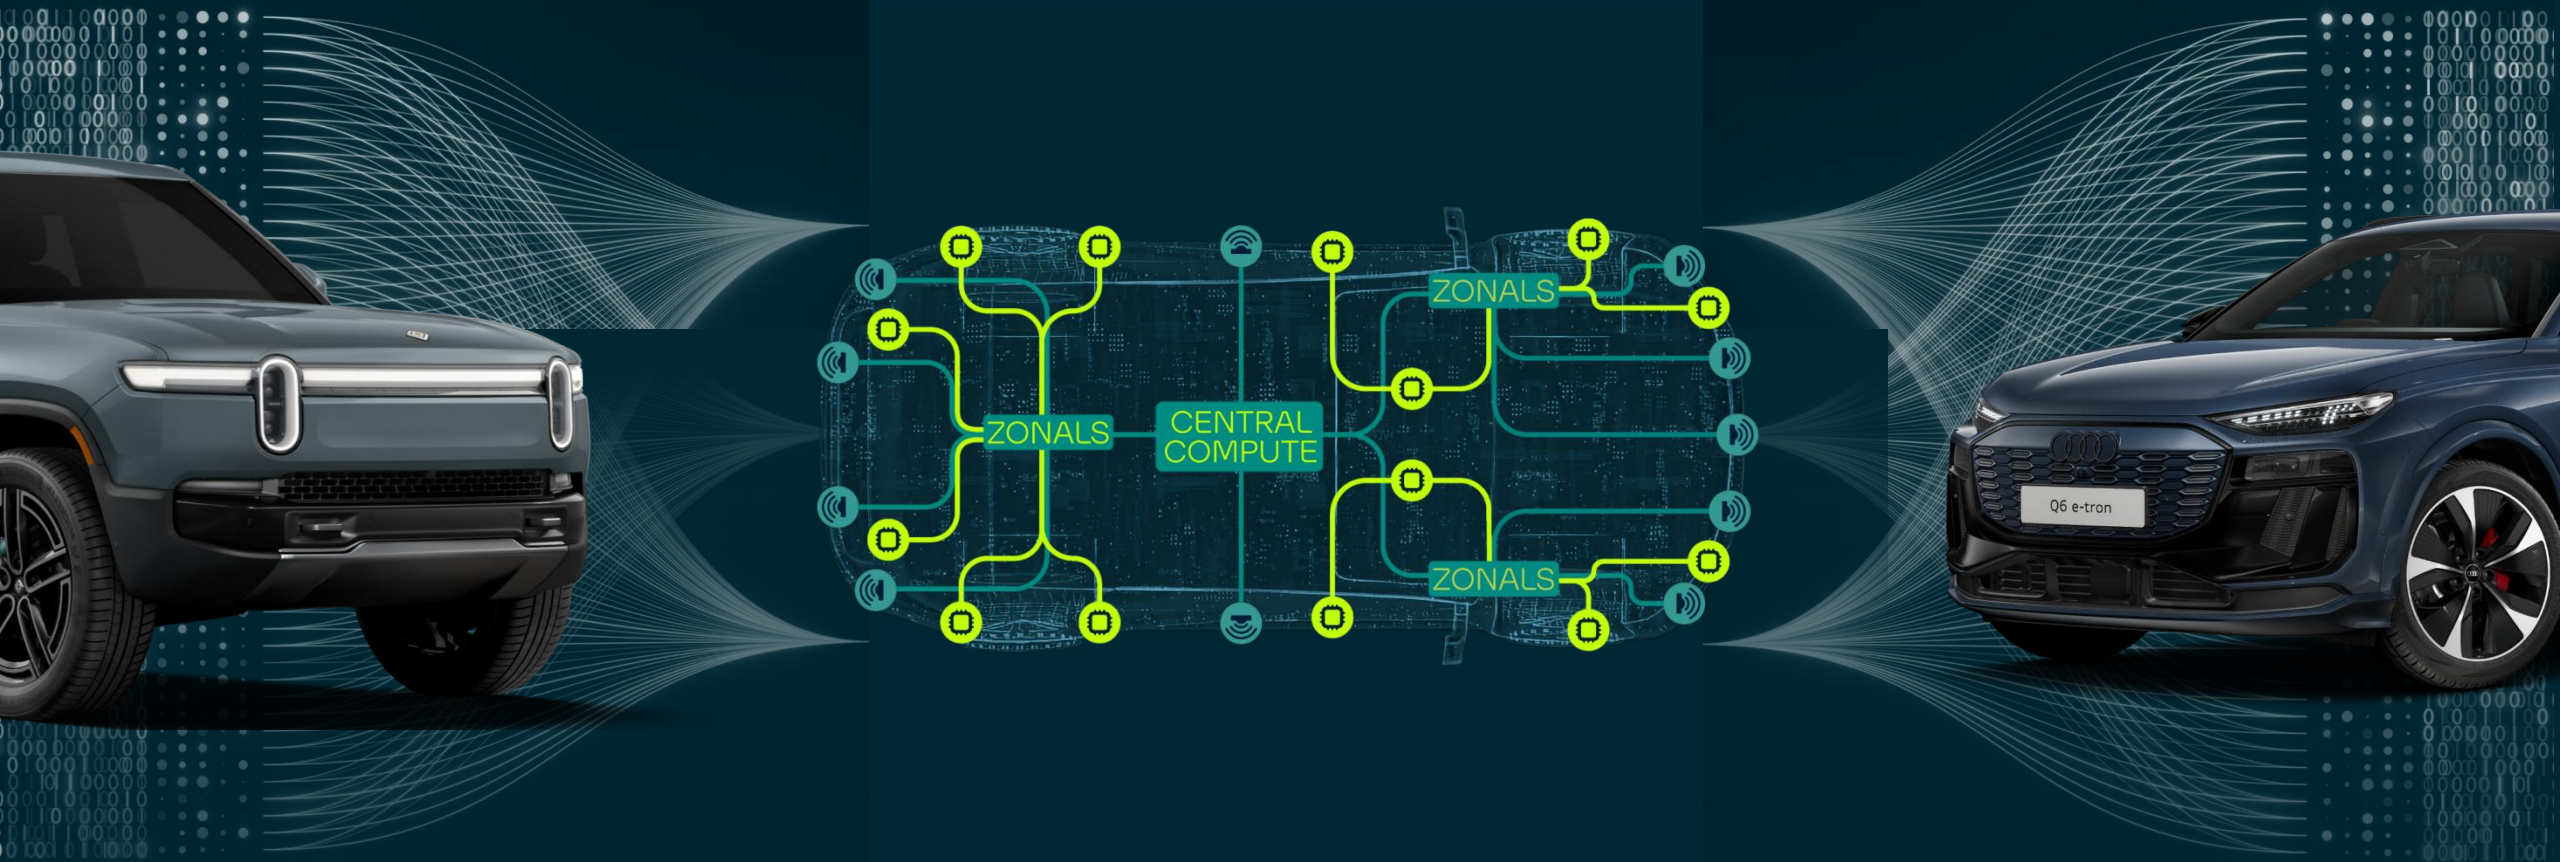 ZONALS
ZONALS
CENTRAL
COMPUTE
ZONALS
Q6 e-tron